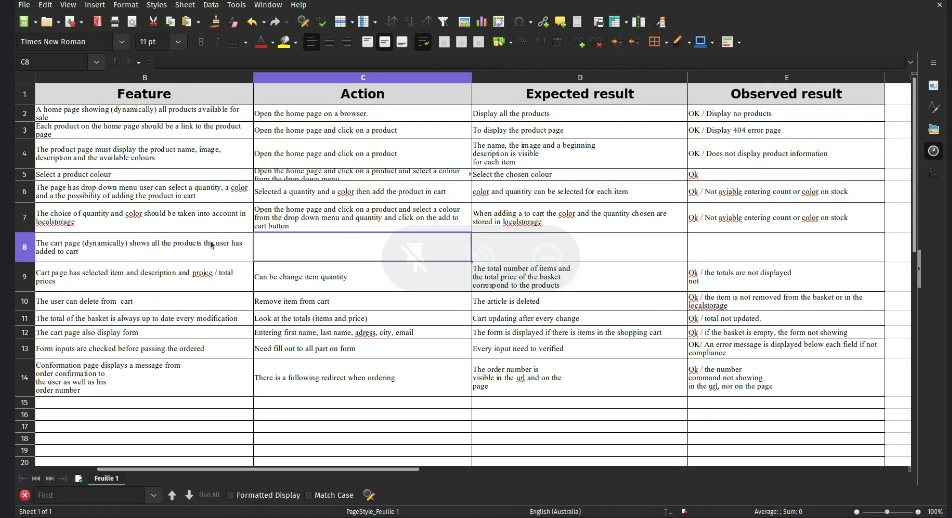 File Edit View Insert Format Styles Sheet Data Tools Window Help
Times New Roman 11 pt
C8
B C D E
1 Feature Action Expected result Observed result
2 A home page showing (dynamically) all products available for
sale
Open the home page on a browser.
Display all the products
OK / Display no products
3 Each product on the home page should be a link to the product
page
Open the home page and click on a product
To display the product page
OK / Display 404 error page
4 The product page must display the product name, image,
description and the available colours
Open the home page and click on a product
The name, the image and a beginning
description is visible
for each item
OK / Does not display product information
5 Select a product colour
Open the home page and click on a product and select a colour
from the drop down menu
Select the chosen colour
Ok
6 The page has drop-down menu user can select a quantity, a color
and a the possibility of adding the product in cart
Selected a quantity and a color then add the product in cart
color and quantity can be selected for each item
Ok / Not aviable entering count or color on stock
7 The choice of quantity and color should be taken into account in
localstorage
Open the home page and click on a product and select a colour
from the drop down menu and quantity and click on the add to
cart button
When adding a to cart the color and the quantity chosen are
stored in localstorage
Ok / Not aviable entering count or color on stock
8 The cart page (dynamically) shows all the products the user has
added to cart
9 Cart page has selected item and description and proice / total
prices
Can be change item quantity
The total number of items and
the total price of the basket
correspond to the products
Ok / the totals are not displayed
not
10 The user can delete from cart
Remove item from cart
The article is deleted
Ok / the item is not removed from the basket or in the
localstorage
11 The total of the basket is always up to date every modification
Look at the totals (items and price)
Cart updating after every change
Ok / total not updated.
12 The cart page also display form
Entering first name, last name, adress, city, email
The form is displayed if there is items in the shopping cart
Ok / if the basket is empty, the form not showing
13 Form inputs are checked before passing the ordered
Need fill out to all part on form
Every input need to verified
OK/ An error message is displayed below each field if not
compliance
14 Conformation page displays a message from
order confirmation to
the user as well as his
order number
There is a following redirect when ordering
The order number is
visible in the url and on the
page
Ok / the number
command not showing
in the url, nor on the page
15
16
17
18
19
20
Feuille 1
Find Find All Formatted Display Match Case
Sheet 1 of 1 PageStyle_Feuille 1 English (Australia) Average: ; Sum: 0 100%